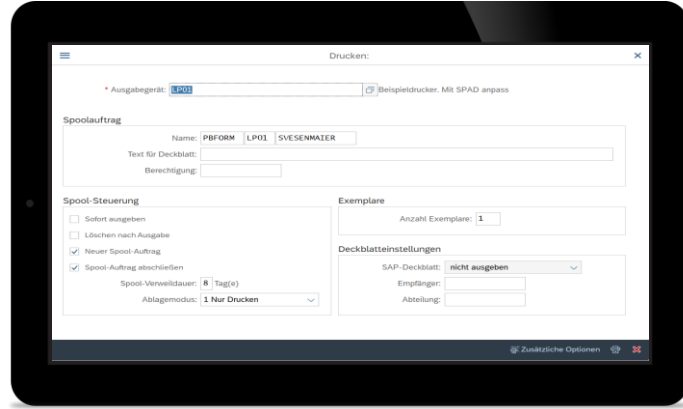 Drucken:
* Ausgabegerät: LP01 Beispieldrucker. Mit SPAD anpass
Spoolauftrag
Name: PBFORM LP01 SVESENMAIER
Text für Deckblatt:
Berechtigung:
Spool-Steuerung
Sofort ausgeben
Löschen nach Ausgabe
Neuer Spool-Auftrag
Spool-Auftrag abschließen
Spool-Verweildauer: 8 Tag(e)
Ablagemodus: 1 Nur Drucken
Exemplare
Anzahl Exemplare: 1
Deckblatteinstellungen
SAP-Deckblatt: nicht ausgeben
Empfänger:
Abteilung:
Zusätzliche Optionen